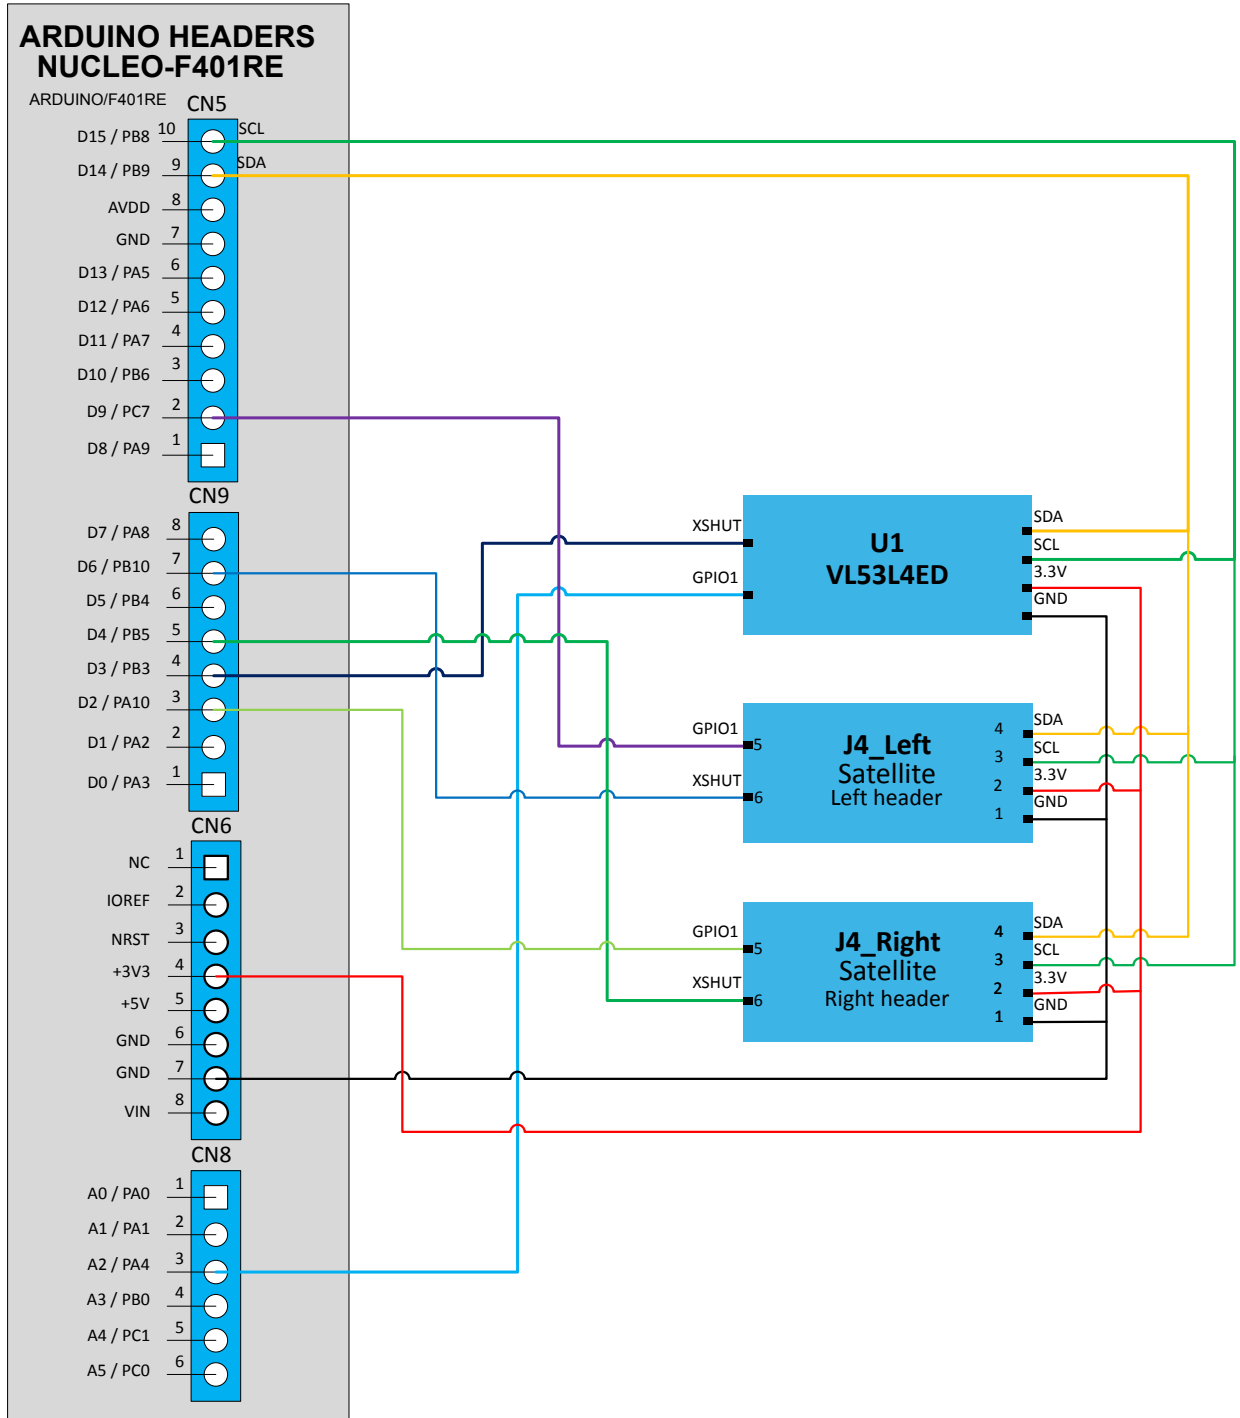 ARDUINO HEADERS
NUCLEO-F401RE
ARDUINO/F401RE
CN5
D15 / PB8 10 SCL
D14 / PB9 9 SDA
AVDD 8
GND 7
D13 / PA5 6
D12 / PA6 5
D11 / PA7 4
D10 / PB6 3
D9 / PC7 2
D8 / PA9 1
CN9
D7 / PA8 8
D6 / PB10 7
D5 / PB4 6
D4 / PB5 5
D3 / PB3 4
D2 / PA10 3
D1 / PA2 2
D0 / PA3 1
CN6
NC 1
IOREF 2
NRST 3
+3V3 4
+5V 5
GND 6
GND 7
VIN 8
CN8
A0 / PA0 1
A1 / PA1 2
A2 / PA4 3
A3 / PB0 4
A4 / PC1 5
A5 / PC0 6
XSHUT
GPIO1
U1
VL53L4ED
SDA
SCL
3.3V
GND
GPIO1
5
XSHUT
6
J4_Left
Satellite
Left header
4 SDA
3 SCL
2 3.3V
1 GND
GPIO1
5
XSHUT
6
J4_Right
Satellite
Right header
4 SDA
3 SCL
2 3.3V
1 GND